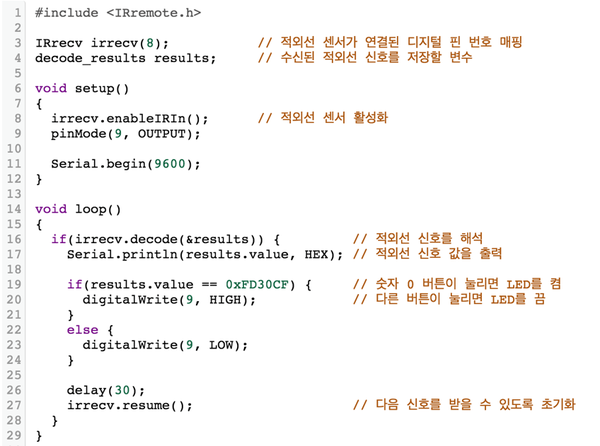 1 #include <IRremote.h>
2
3 IRrecv irrecv(8); // 적외선 센서가 연결된 디지털 핀 번호 매핑
4 decode_results results; // 수신된 적외선 신호를 저장할 변수
5
6 void setup()
7 {
8 irrecv.enableIRIn(); // 적외선 센서 활성화
9 pinMode(9, OUTPUT);
10
11 Serial.begin(9600);
12 }
13
14 void loop()
15 {
16 if(irrecv.decode(&results)) { // 적외선 신호를 해석
17 Serial.println(results.value, HEX); // 적외선 신호 값을 출력
18
19 if(results.value == 0xFD30CF) { // 숫자 0 버튼이 눌리면 LED를 켬
20 digitalWrite(9, HIGH); // 다른 버튼이 눌리면 LED를 끔
21 }
22 else {
23 digitalWrite(9, LOW);
24 }
25
26 delay(30);
27 irrecv.resume(); // 다음 신호를 받을 수 있도록 초기화
28 }
29 }